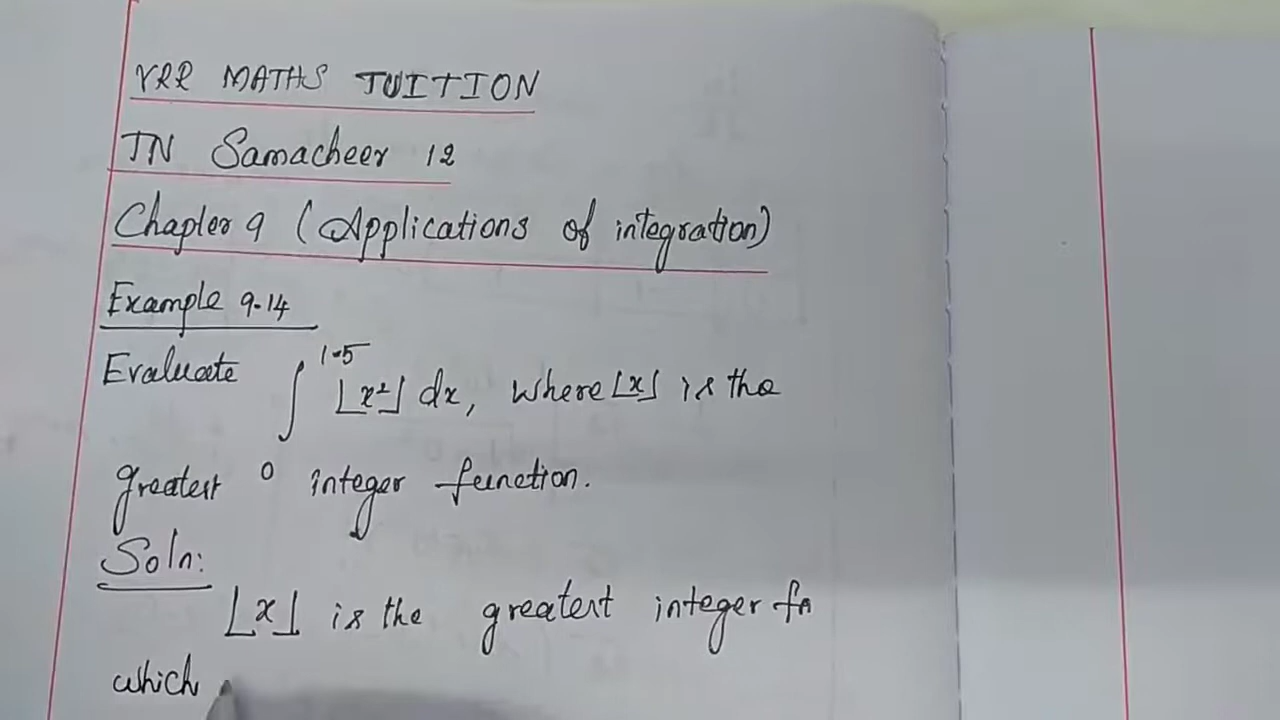 VRR MATHS TUITION
TN Samacheer 12
Chapter 9 (Applications of integration)
Example 9.14
Evaluate ∫₀^1.5 ⌊x²⌋ dx, where ⌊x⌋ is the
greatest integer function.
Soln:
⌊x⌋ is the greatest integer fn
which